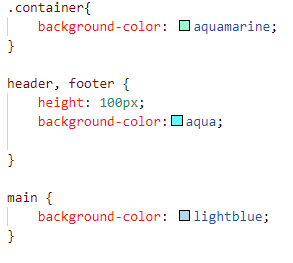 .container{
    background-color: aquamarine;
}
header, footer {
    height: 100px;
    background-color:aqua;
}
main {
    background-color: lightblue;
}